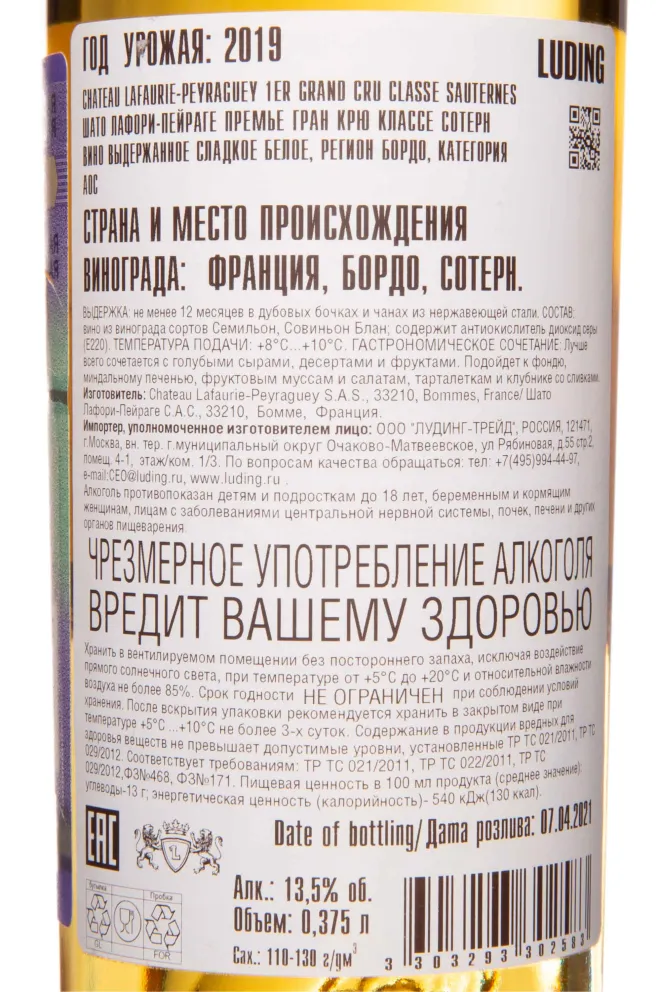 ГОД УРОЖАЯ: 2019
LUDING
CHATEAU LAFAURIE-PEYRAGUEY 1ER GRAND CRU CLASSE SAUTERNES
ШАТО ЛАФОРИ-ПЕЙРАГЕ ПРЕМЬЕ ГРАН КРЮ КЛАССЕ СОТЕРН
ВИНО ВЫДЕРЖАННОЕ СЛАДКОЕ БЕЛОЕ, РЕГИОН БОРДО, КАТЕГОРИЯ
АОС
СТРАНА И МЕСТО ПРОИСХОЖДЕНИЯ
ВИНОГРАДА: ФРАНЦИЯ, БОРДО, СОТЕРН.
ВЫДЕРЖКА: не менее 12 месяцев в дубовых бочках и чанах из нержавеющей стали. СОСТАВ:
вино из винограда сортов Семильон, Совиньон Блан; содержит антиокислитель диоксид серы
(Е220). ТЕМПЕРАТУРА ПОДАЧИ: +8°С...+10°С. ГАСТРОНОМИЧЕСКОЕ СОЧЕТАНИЕ: Лучше
всего сочетается с голубыми сырами, десертами и фруктами. Подойдет к фондю,
миндальному печенью, фруктовым муссам и салатам, тарталеткам и клубнике со сливками.
Изготовитель: Chateau Lafaurie-Peyraguey S.A.S., 33210, Bommes, France/ Шато
Лафори-Пейраге С.А.С., 33210, Бомме, Франция.
Импортер, уполномоченное изготовителем лицо: ООО "ЛУДИНГ-ТРЕЙД", РОССИЯ, 121471,
г.Москва, вн. тер. г.муниципальный округ Очаково-Матвеевское, ул Рябиновая, д.55 стр.2,
помещ. 4-1, этаж/ком. 1/3. По вопросам качества обращаться: тел: +7(495)994-44-97,
e-mail:CEO@luding.ru, www.luding.ru .
Алкоголь противопоказан детям и подросткам до 18 лет, беременным и кормящим
женщинам, лицам с заболеваниями центральной нервной системы, почек, печени и других
органов пищеварения.
ЧРЕЗМЕРНОЕ УПОТРЕБЛЕНИЕ АЛКОГОЛЯ
ВРЕДИТ ВАШЕМУ ЗДОРОВЬЮ
Хранить в вентилируемом помещении без постороннего запаха, исключая воздействие
прямого солнечного света, при температуре от +5°С до +20°С и относительной влажности
воздуха не более 85%. Срок годности НЕ ОГРАНИЧЕН при соблюдении условий
хранения. После вскрытия упаковки рекомендуется хранить в закрытом виде при
температуре +5°С ...+10°С не более 3-х суток. Содержание в продукции вредных для
здоровья веществ не превышает допустимые уровни, установленные ТР ТС 021/2011, ТР ТС
029/2012. Соответствует требованиям: ТР ТС 021/2011, ТР ТС 022/2011, ТР ТС
029/2012,ФЗ№468, ФЗ№171. Пищевая ценность в 100 мл продукта (среднее значение):
углеводы-13 г; энергетическая ценность (калорийность)- 540 кДж(130 ккал).
Date of bottling/Дата розлива: 07.04.2021
EAC
L
Бутылка
Пробка
GL
FOR
Алк.: 13,5% об.
Объем: 0,375 л
Сах.: 110-130 г/дм³
3 303293 302583